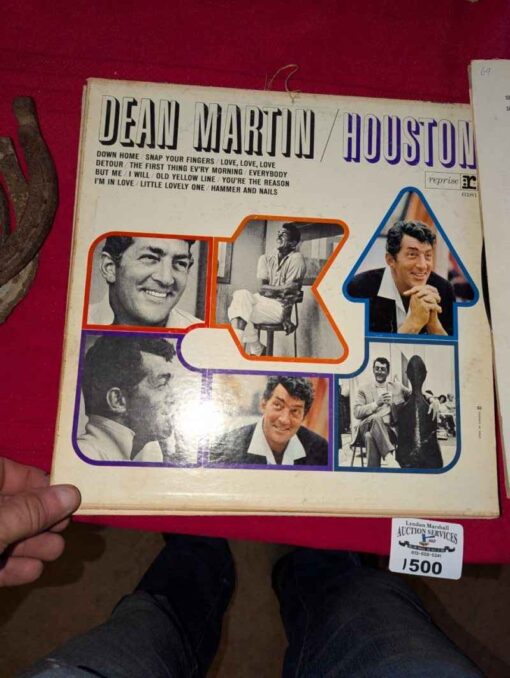 DEAN MARTIN / HOUSTON
DOWN HOME / SNAP YOUR FINGERS / LOVE, LOVE, LOVE
DETOUR / THE FIRST THING EV'RY MORNING / EVERYBODY
BUT ME / I WILL / OLD YELLOW LINE / YOU'RE THE REASON
I'M IN LOVE / LITTLE LOVELY ONE / HAMMER AND NAILS
reprise
Lyndon Marshall
AUCTION SERVICES
1500